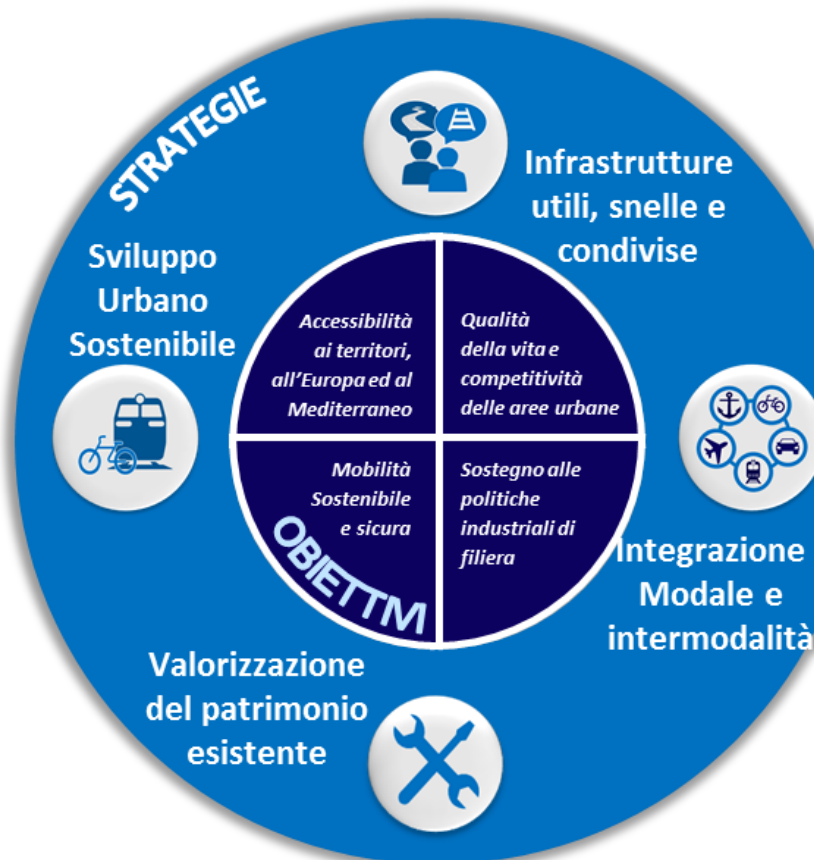 STRATEGIE
Infrastrutture
utili, snelle e
condivise
Sviluppo
Urbano
Sostenibile
Accessibilità
ai territori,
all'Europa ed al
Mediterraneo
Qualità
della vita e
competitività
delle aree urbane
Mobilità
Sostenibile
e sicura
Sostegno alle
politiche
industriali di
filiera
OBIETTIVI
Integrazione
Modale e
intermodalità
Valorizzazione
del patrimonio
esistente